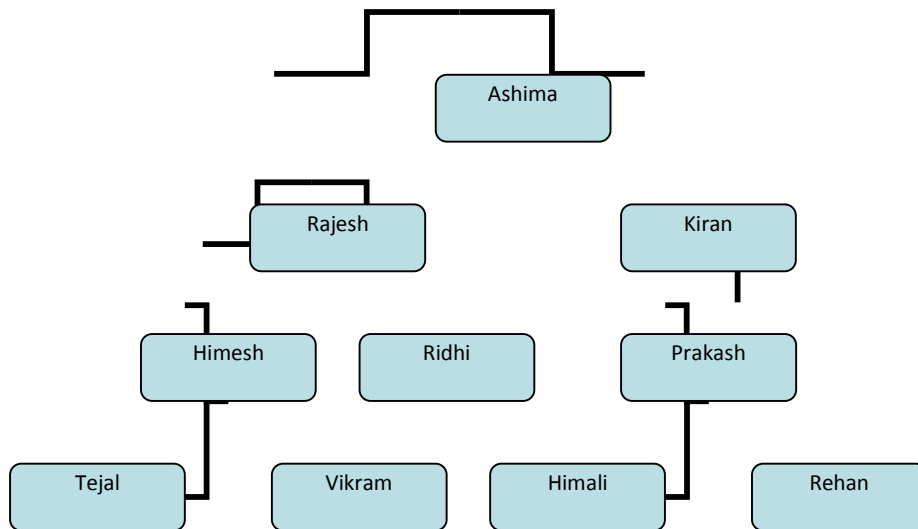 Ashima
Rajesh
Kiran
Himesh
Ridhi
Prakash
Tejal
Vikram
Himali
Rehan